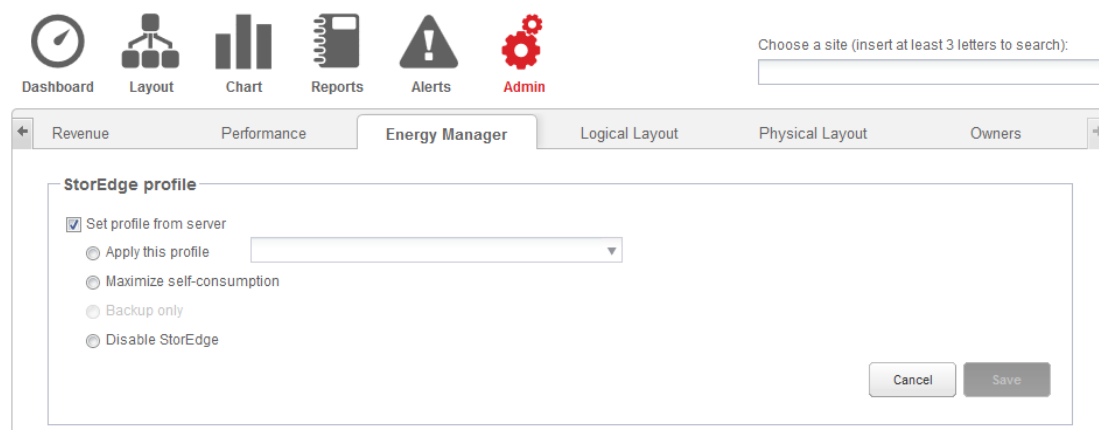 Choose a site (insert at least 3 letters to search):
Dashboard Layout Chart Reports Alerts Admin
Revenue Performance Energy Manager Logical Layout Physical Layout Owners
StorEdge profile
Set profile from server
Apply this profile
Maximize self-consumption
Backup only
Disable StorEdge
Cancel Save